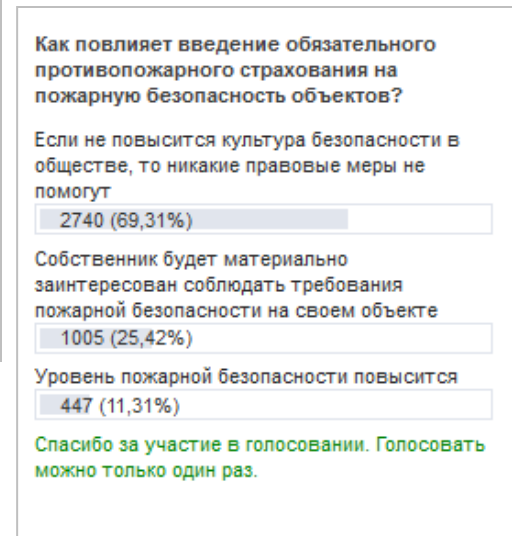 Как повлияет введение обязательного
противопожарного страхования на
пожарную безопасность объектов?
Если не повысится культура безопасности в
обществе, то никакие правовые меры не
помогут
2740 (69,31%)
Собственник будет материально
заинтересован соблюдать требования
пожарной безопасности на своем объекте
1005 (25,42%)
Уровень пожарной безопасности повысится
447 (11,31%)
Спасибо за участие в голосовании. Голосовать
можно только один раз.